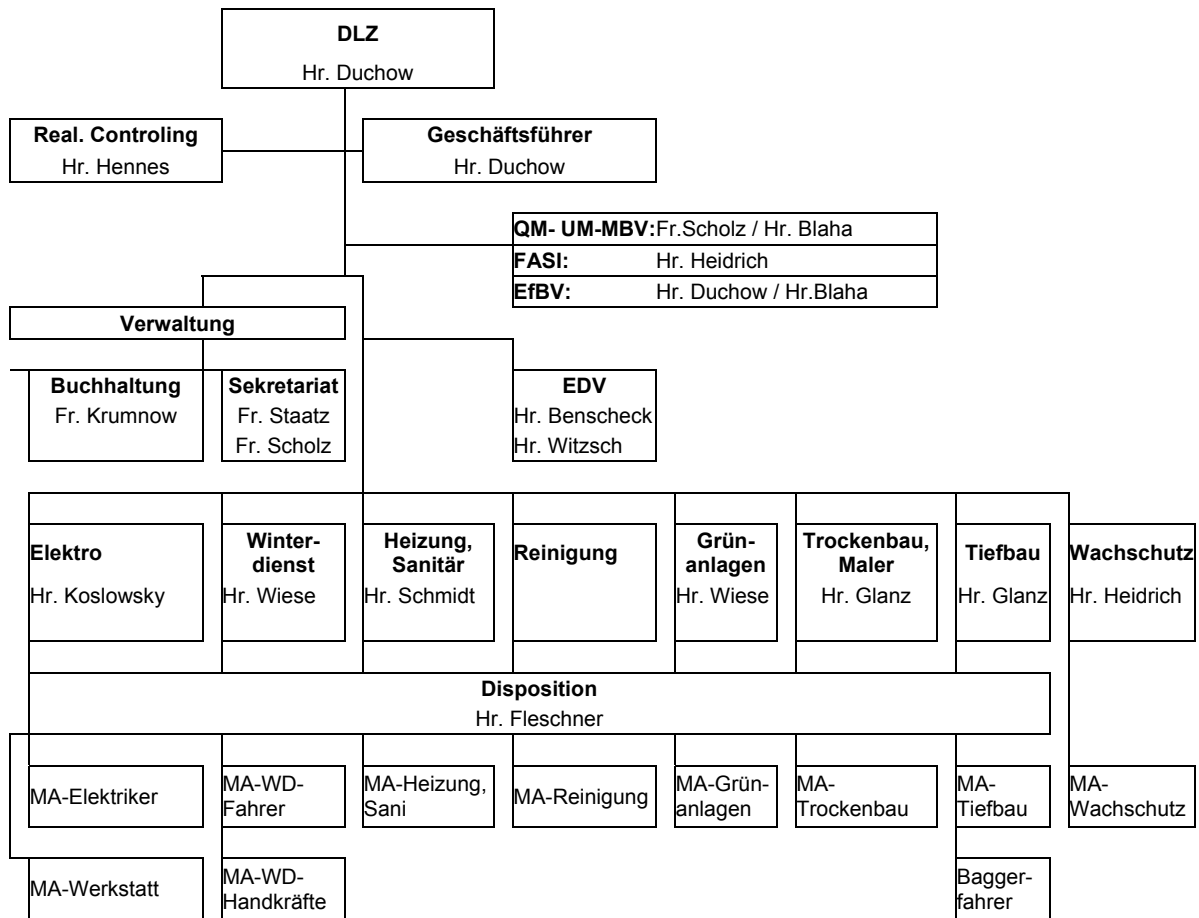 DLZ
Hr. Duchow
Real. Controling
Hr. Hennes
Geschäftsführer
Hr. Duchow
QM- UM-MBV:Fr.Scholz / Hr. Blaha
FASI: Hr. Heidrich
EfBV: Hr. Duchow / Hr.Blaha
Verwaltung
Buchhaltung
Fr. Krumnow
Sekretariat
Fr. Staatz
Fr. Scholz
EDV
Hr. Benscheck
Hr. Witzsch
Elektro
Hr. Koslowsky
Winter-
dienst
Hr. Wiese
Heizung,
Sanitär
Hr. Schmidt
Reinigung
Grün-
anlagen
Hr. Wiese
Trockenbau,
Maler
Hr. Glanz
Tiefbau
Hr. Glanz
Wachschutz
Hr. Heidrich
Disposition
Hr. Fleschner
MA-Elektriker
MA-WD-
Fahrer
MA-Heizung,
Sani
MA-Reinigung
MA-Grün-
anlagen
MA-
Trockenbau
MA-
Tiefbau
MA-
Wachschutz
MA-Werkstatt
MA-WD-
Handkräfte
Bagger-
fahrer